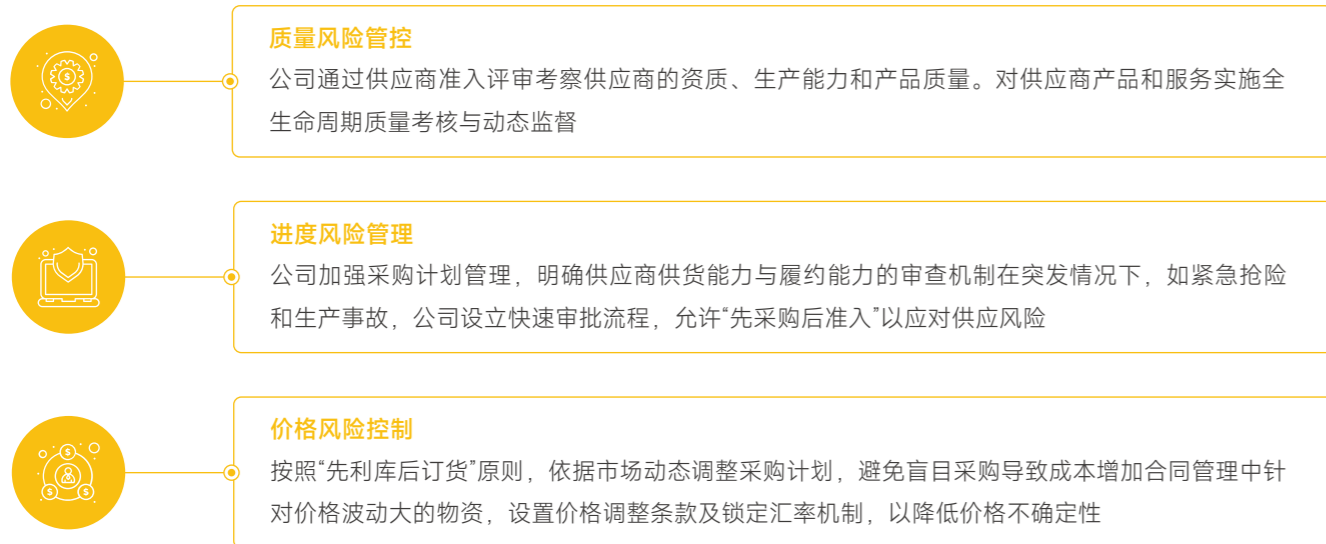 质量风险管控
公司通过供应商准入评审考察供应商的资质、生产能力和产品质量。对供应商产品和服务实施全
生命周期质量考核与动态监督
进度风险管理
公司加强采购计划管理，明确供应商供货能力与履约能力的审查机制在突发情况下，如紧急抢险
和生产事故，公司设立快速审批流程，允许“先采购后准入”以应对供应风险
价格风险控制
按照“先利库后订货”原则，依据市场动态调整采购计划，避免盲目采购导致成本增加合同管理中针
对价格波动大的物资，设置价格调整条款及锁定汇率机制，以降低价格不确定性